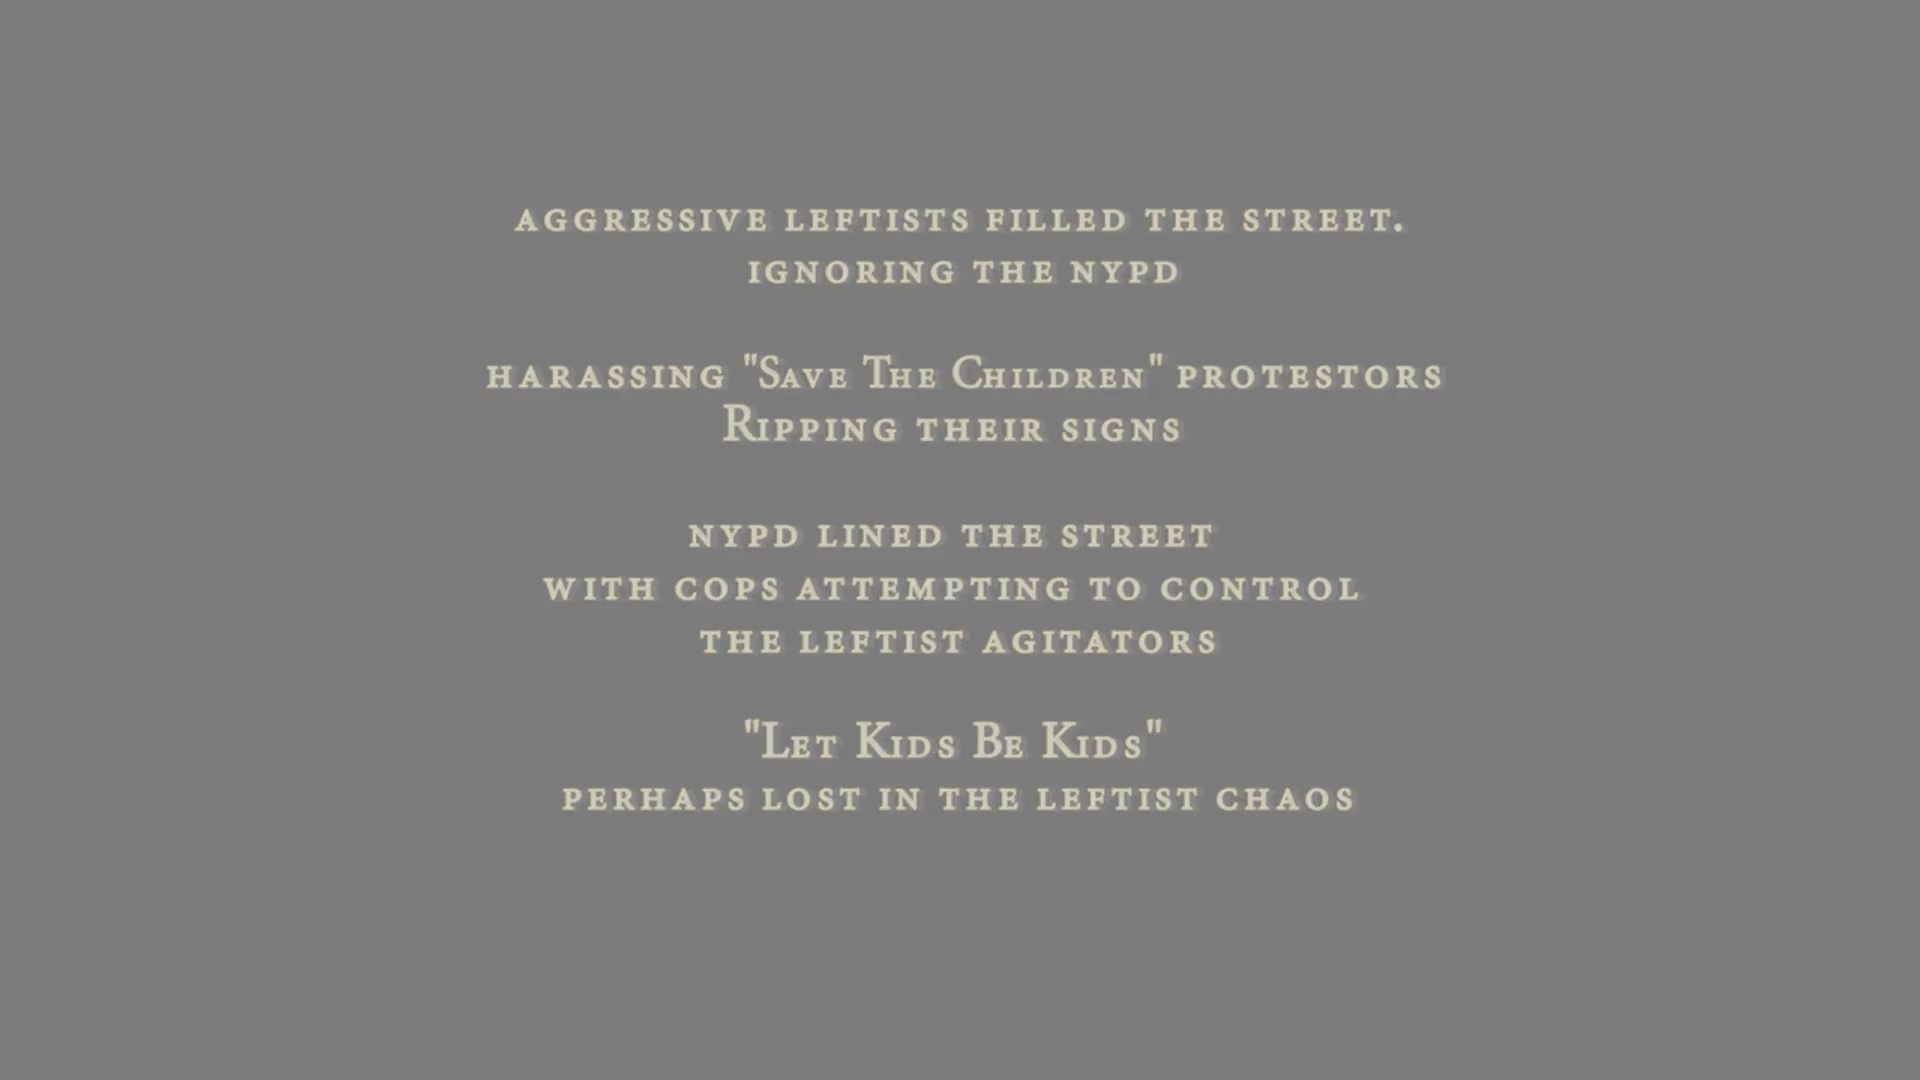 AGGRESSIVE LEFTISTS FILLED THE STREET.
IGNORING THE NYPD
HARASSING "SAVE THE CHILDREN" PROTESTORS
RIPPING THEIR SIGNS
NYPD LINED THE STREET
WITH COPS ATTEMPTING TO CONTROL
THE LEFTIST AGITATORS
"LET KIDS BE KIDS"
PERHAPS LOST IN THE LEFTIST CHAOS